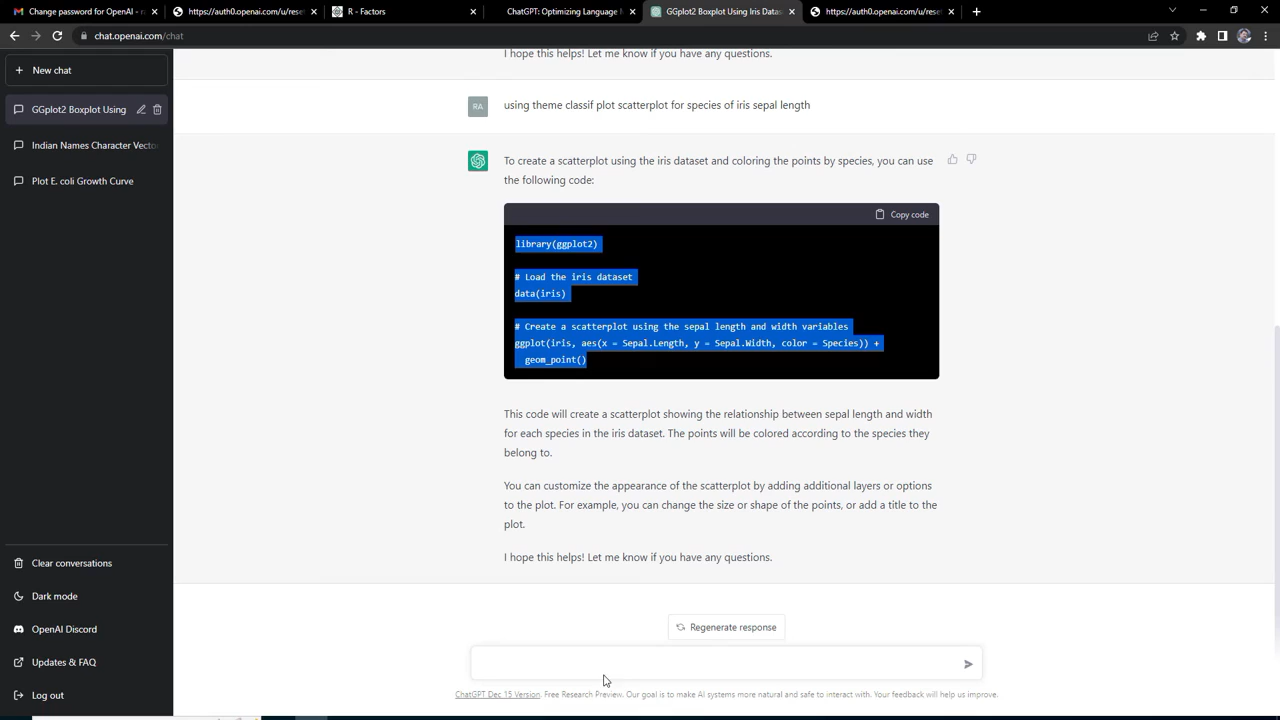 Change password for OpenAI - r
https://auth0.openai.com/u/rese
R - Factors
ChatGPT: Optimizing Language M
GGplot2 Boxplot Using Iris Datas
https://auth0.openai.com/u/rese
chat.openai.com/chat
New chat
GGplot2 Boxplot Using
Indian Names Character Vecto
Plot E. coli Growth Curve
I hope this helps! Let me know if you have any questions.
RA
using theme classif plot scatterplot for species of iris sepal length
To create a scatterplot using the iris dataset and coloring the points by species, you can use
the following code:
Copy code
library(ggplot2)
# Load the iris dataset
data(iris)
# Create a scatterplot using the sepal length and width variables
ggplot(iris, aes(x = Sepal.Length, y = Sepal.Width, color = Species)) +
geom_point()
This code will create a scatterplot showing the relationship between sepal length and width
for each species in the iris dataset. The points will be colored according to the species they
belong to.
You can customize the appearance of the scatterplot by adding additional layers or options
to the plot. For example, you can change the size or shape of the points, or add a title to the
plot.
I hope this helps! Let me know if you have any questions.
Clear conversations
Dark mode
OpenAI Discord
Updates & FAQ
Log out
Regenerate response
ChatGPT Dec 15 Version. Free Research Preview. Our goal is to make AI systems more natural and safe to interact with. Your feedback will help us improve.